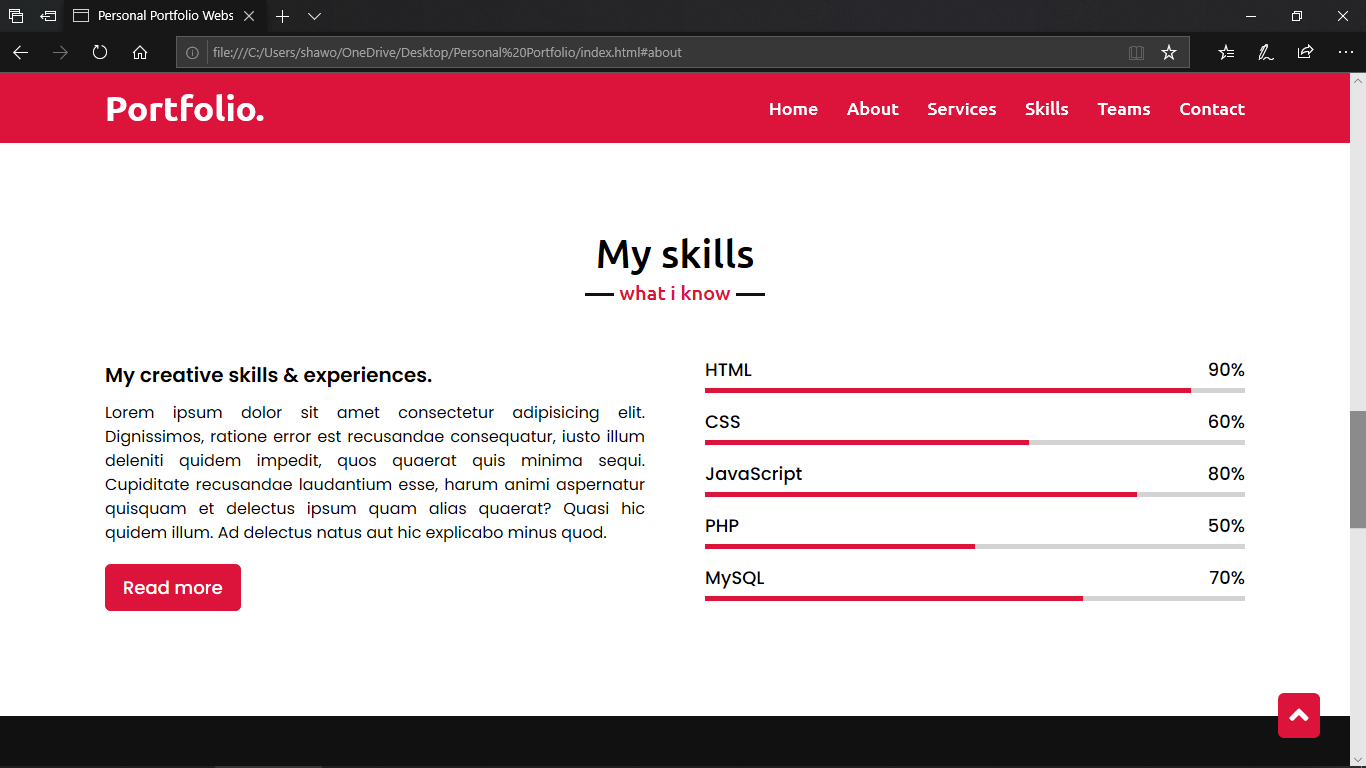 Personal Portfolio Webs
file:///C:/Users/shawo/OneDrive/Desktop/Personal%20Portfolio/index.html#about
Portfolio.
Home About Services Skills Teams Contact
My skills
what i know
My creative skills & experiences.
Lorem ipsum dolor sit amet consectetur adipisicing elit.
Dignissimos, ratione error est recusandae consequatur, iusto illum
deleniti quidem impedit, quos quaerat quis minima sequi.
Cupiditate recusandae laudantium esse, harum animi aspernatur
quisquam et delectus ipsum quam alias quaerat? Quasi hic
quidem illum. Ad delectus natus aut hic explicabo minus quod.
Read more
HTML 90%
CSS 60%
JavaScript 80%
PHP 50%
MySQL 70%